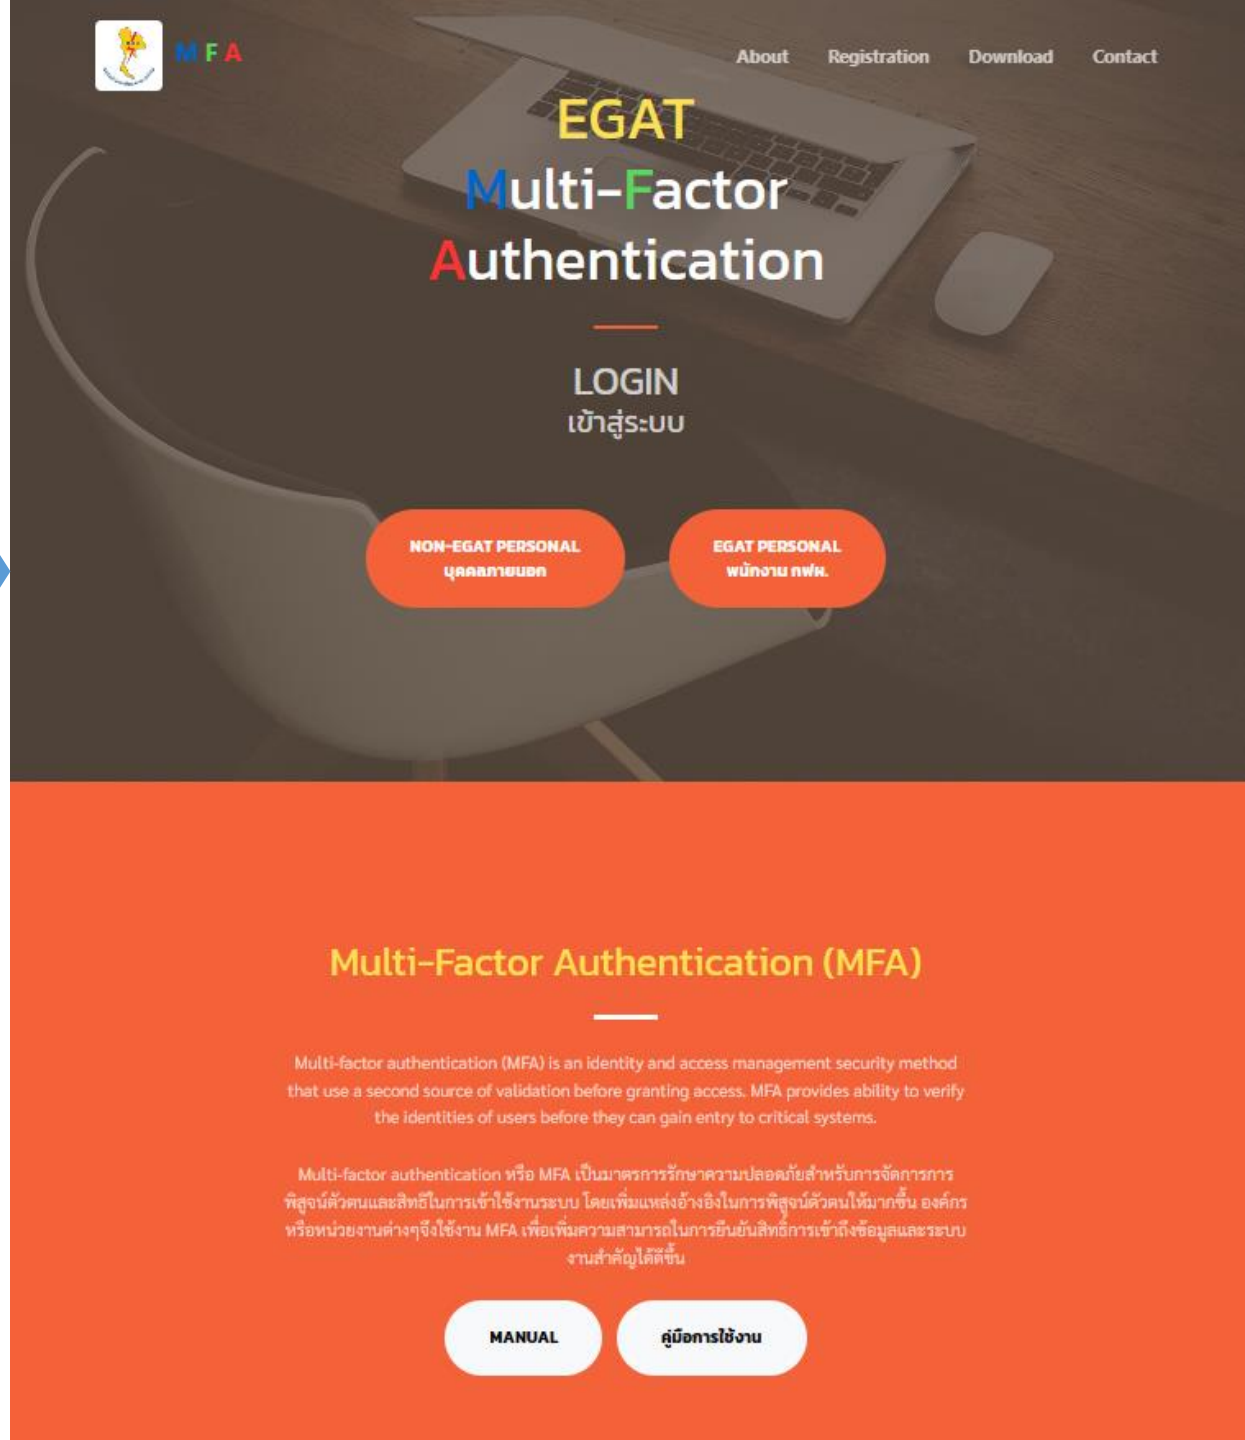 M F A
About Registration Download Contact
EGAT
Multi-Factor
Authentication
LOGIN
เข้าสู่ระบบ
NON-EGAT PERSONAL
บุคคลภายนอก
EGAT PERSONAL
พนักงาน กฟผ.
Multi-Factor Authentication (MFA)
Multi-factor authentication (MFA) is an identity and access management security method
that use a second source of validation before granting access. MFA provides ability to verify
the identities of users before they can gain entry to critical systems.
Multi-factor authentication หรือ MFA เป็นมาตรการรักษาความปลอดภัยสำหรับการจัดการการ
พิสูจน์ตัวตนและสิทธิในการเข้าใช้งานระบบ โดยเพิ่มแหล่งอ้างอิงในการพิสูจน์ตัวตนให้มากขึ้น องค์กร
หรือหน่วยงานต่างๆจึงใช้งาน MFA เพื่อเพิ่มความสามารถในการยืนยันสิทธิ์การเข้าถึงข้อมูลและระบบ
งานสำคัญได้ดีขึ้น
MANUAL
คู่มือการใช้งาน